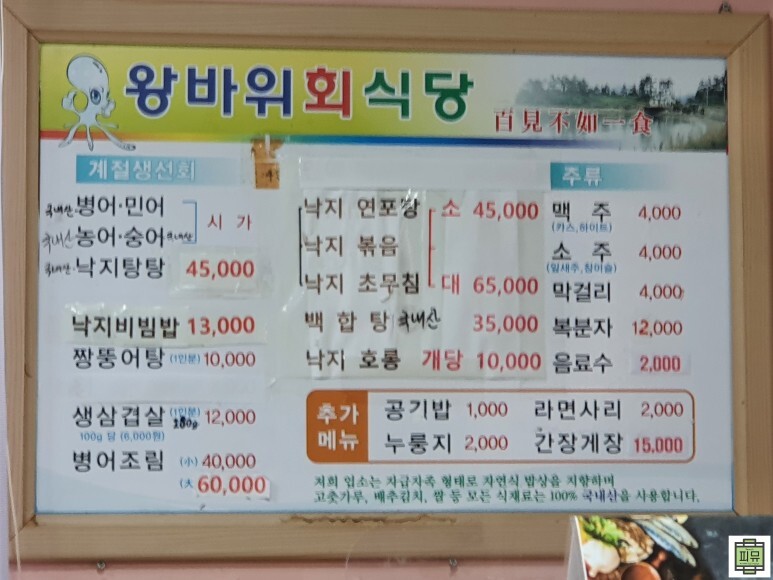 왕바위회식당
百見不如一食
계절생선회
국내산 병어·민어
국내산 농어·숭어 국내산
시 가
국내산 낙지탕탕 45,000
낙지비빔밥 13,000
짱뚱어탕 (1인분) 10,000
생삼겹살 (1인분) 200g 12,000
100g 당 (6,000원)
병어조림 (小) 40,000
(大) 60,000
낙지 연포탕 소 45,000
낙지 볶음
낙지 초무침 대 65,000
백 합 탕 국내산 35,000
낙지 호롱 개당 10,000
주류
맥 주 4,000
(카스,하이트)
소 주 4,000
(잎새주,참이슬)
막걸리 4,000
복분자 12,000
음료수 2,000
추가
메뉴
공기밥 1,000 라면사리 2,000
누룽지 2,000 간장게장 15,000
저희 업소는 자급자족 형태로 자연식 밥상을 지향하며
고춧가루, 배추김치, 쌀 등 모든 식재료는 100% 국내산을 사용합니다.
피뮤